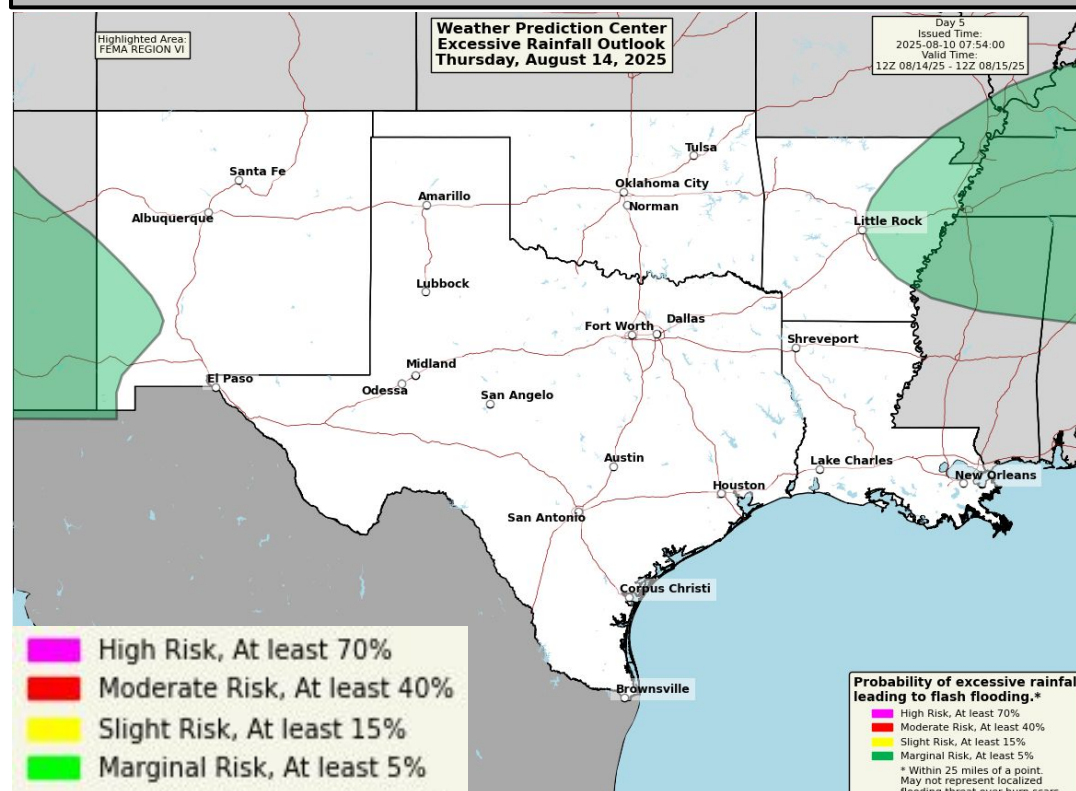 Highlighted Area:
FEMA REGION VI
Weather Prediction Center
Excessive Rainfall Outlook
Thursday, August 14, 2025
Day 5
Issued Time:
2025-08-10 07:54:00
Valid Time:
12Z 08/14/25 - 12Z 08/15/25
Santa Fe
Albuquerque
Amarillo
Tulsa
Oklahoma City
Norman
Little Rock
Lubbock
Fort Worth
Dallas
Shreveport
El Paso
Midland
Odessa
San Angelo
Austin
Lake Charles
New Orleans
Houston
San Antonio
Corpus Christi
Brownsville
High Risk, At least 70%
Moderate Risk, At least 40%
Slight Risk, At least 15%
Marginal Risk, At least 5%
Probability of excessive rainfall
leading to flash flooding.*
High Risk, At least 70%
Moderate Risk, At least 40%
Slight Risk, At least 15%
Marginal Risk, At least 5%
* Within 25 miles of a point.
May not represent localized
flooding threat over burn scars